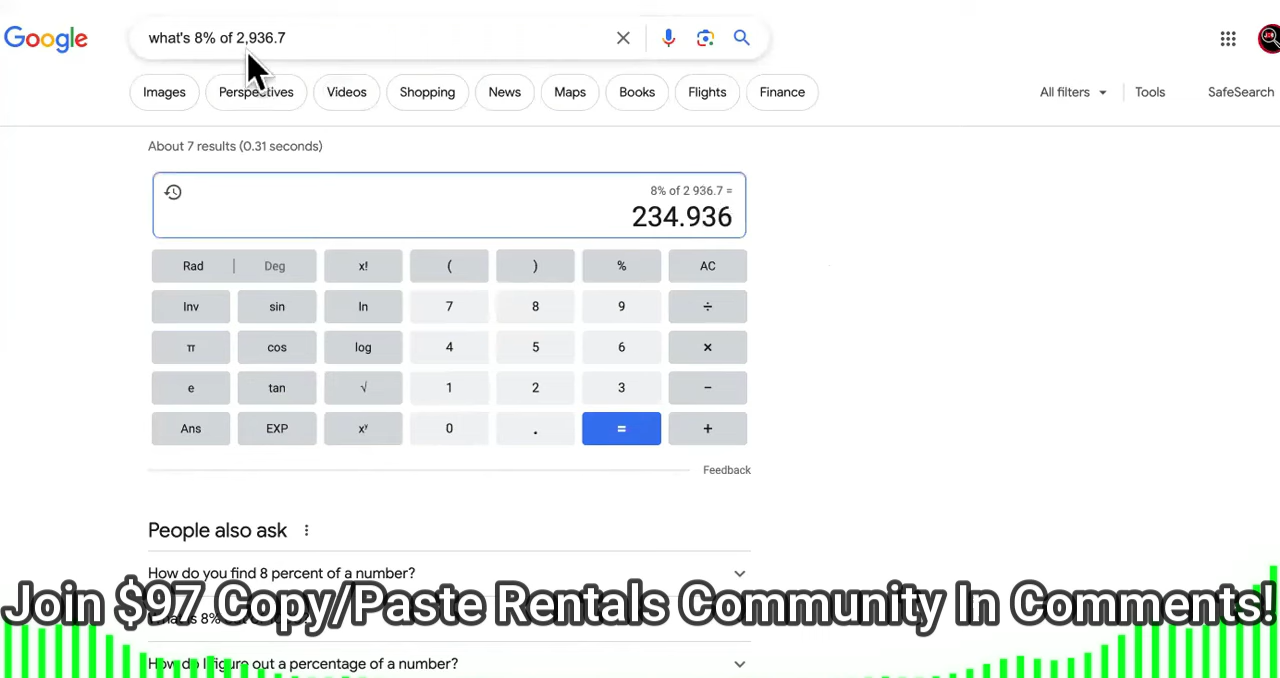 Google
what's 8% of 2,936.7
Images
Perspectives
Videos
Shopping
News
Maps
Books
Flights
Finance
All filters
Tools
SafeSearch
About 7 results (0.31 seconds)
8% of 2 936.7 =
234.936
Rad | Deg
x!
(
)
%
AC
Inv
sin
ln
7
8
9
÷
π
cos
log
4
5
6
×
e
tan
√
1
2
3
−
Ans
EXP
xʸ
0
.
=
+
Feedback
People also ask
How do you find 8 percent of a number?
Join $97 Copy/Paste Rentals Community In Comments!
How do I figure out a percentage of a number?